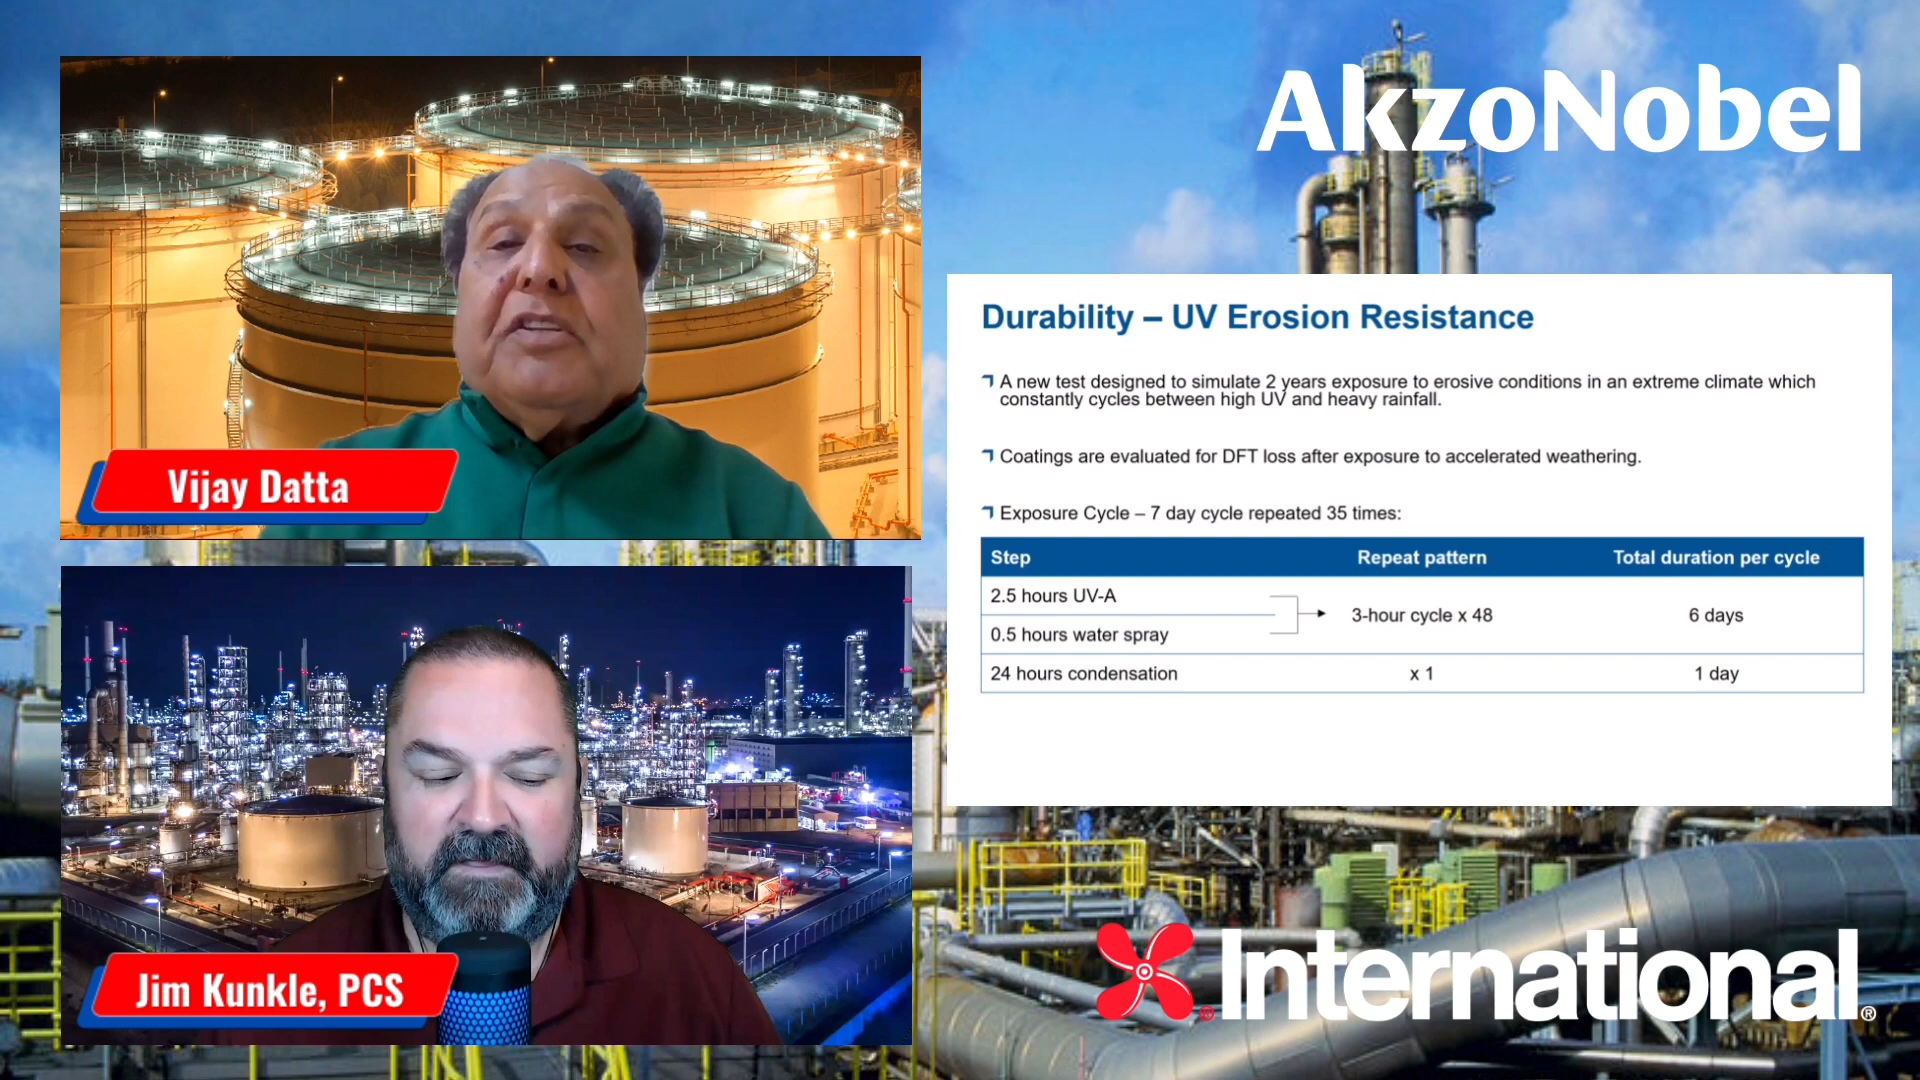 AkzoNobel
Vijay Datta
Jim Kunkle, PCS
Durability – UV Erosion Resistance
A new test designed to simulate 2 years exposure to erosive conditions in an extreme climate which
constantly cycles between high UV and heavy rainfall.
Coatings are evaluated for DFT loss after exposure to accelerated weathering.
Exposure Cycle – 7 day cycle repeated 35 times:
Step Repeat pattern Total duration per cycle
2.5 hours UV-A
3-hour cycle x 48 6 days
0.5 hours water spray
24 hours condensation x 1 1 day
International®